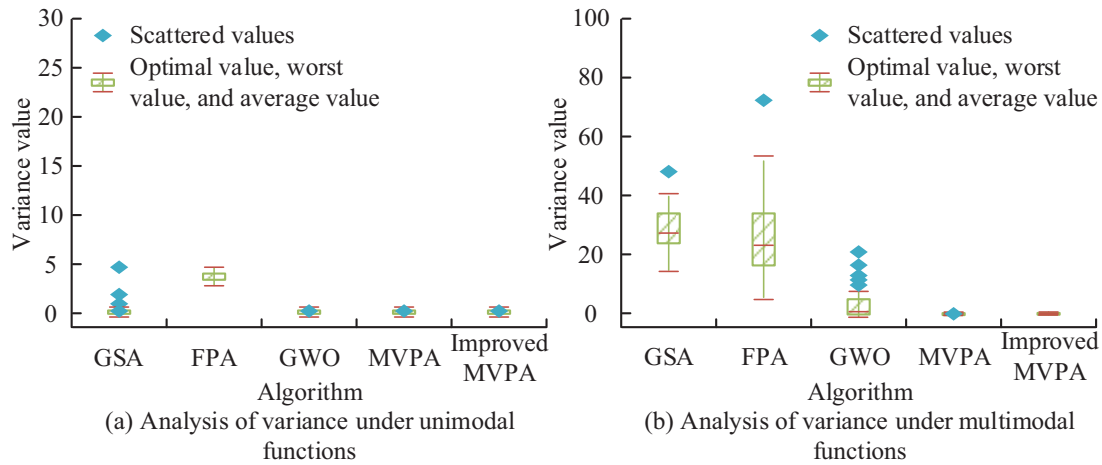 30
25
20
15
10
5
0
Variance value
Scattered values
Optimal value, worst
value, and average value
GSA
FPA
GWO
MVPA
Improved
MVPA
Algorithm
(a) Analysis of variance under unimodal
functions
100
80
60
40
20
0
Variance value
Scattered values
Optimal value, worst
value, and average value
GSA
FPA
GWO
MVPA
Improved
MVPA
Algorithm
(b) Analysis of variance under multimodal
functions